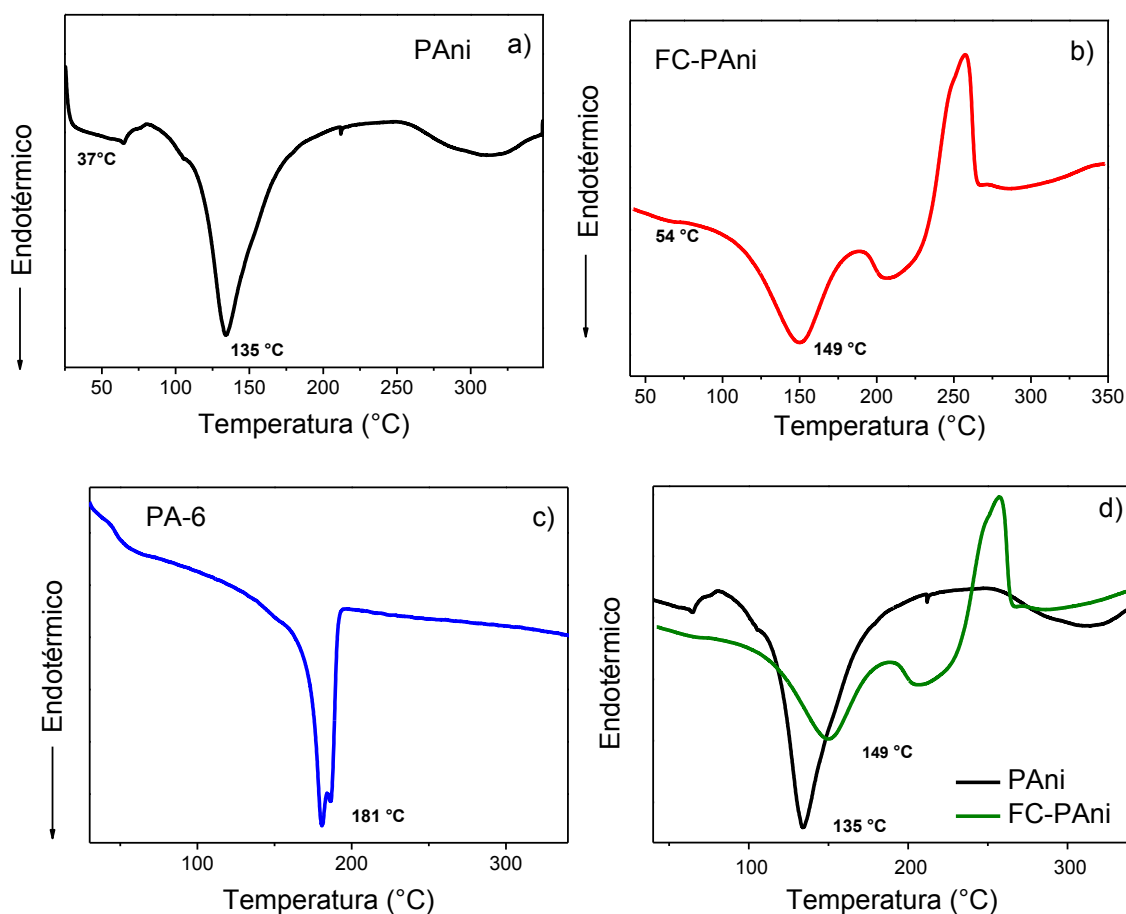 PAni
a)
37°C
135 °C
Endotérmico
50 100 150 200 250 300
Temperatura (°C)
FC-PAni
b)
54 °C
149 °C
Endotérmico
50 100 150 200 250 300 350
Temperatura (°C)
PA-6
c)
181 °C
Endotérmico
100 200 300
Temperatura (°C)
d)
149 °C
135 °C
PAni
FC-PAni
Endotérmico
100 200 300
Temperatura (°C)